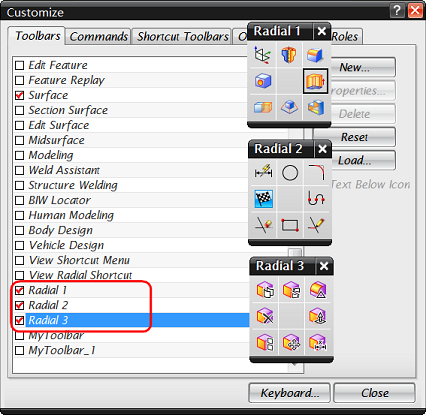 Customize
Toolbars
Commands
Shortcut Toolbars
O
Roles
Edit Feature
Feature Replay
Surface
Section Surface
Edit Surface
Midsurface
Modeling
Weld Assistant
Structure Welding
BIW Locator
Human Modeling
Body Design
Vehicle Design
View Shortcut Menu
View Radial Shortcut
Radial 1
Radial 2
Radial 3
MyToolbar
MyToolbar_1
Radial 1
Radial 2
Radial 3
New...
roperties...
Delete
Reset
Load...
Text Below Icon
Keyboard...
Close